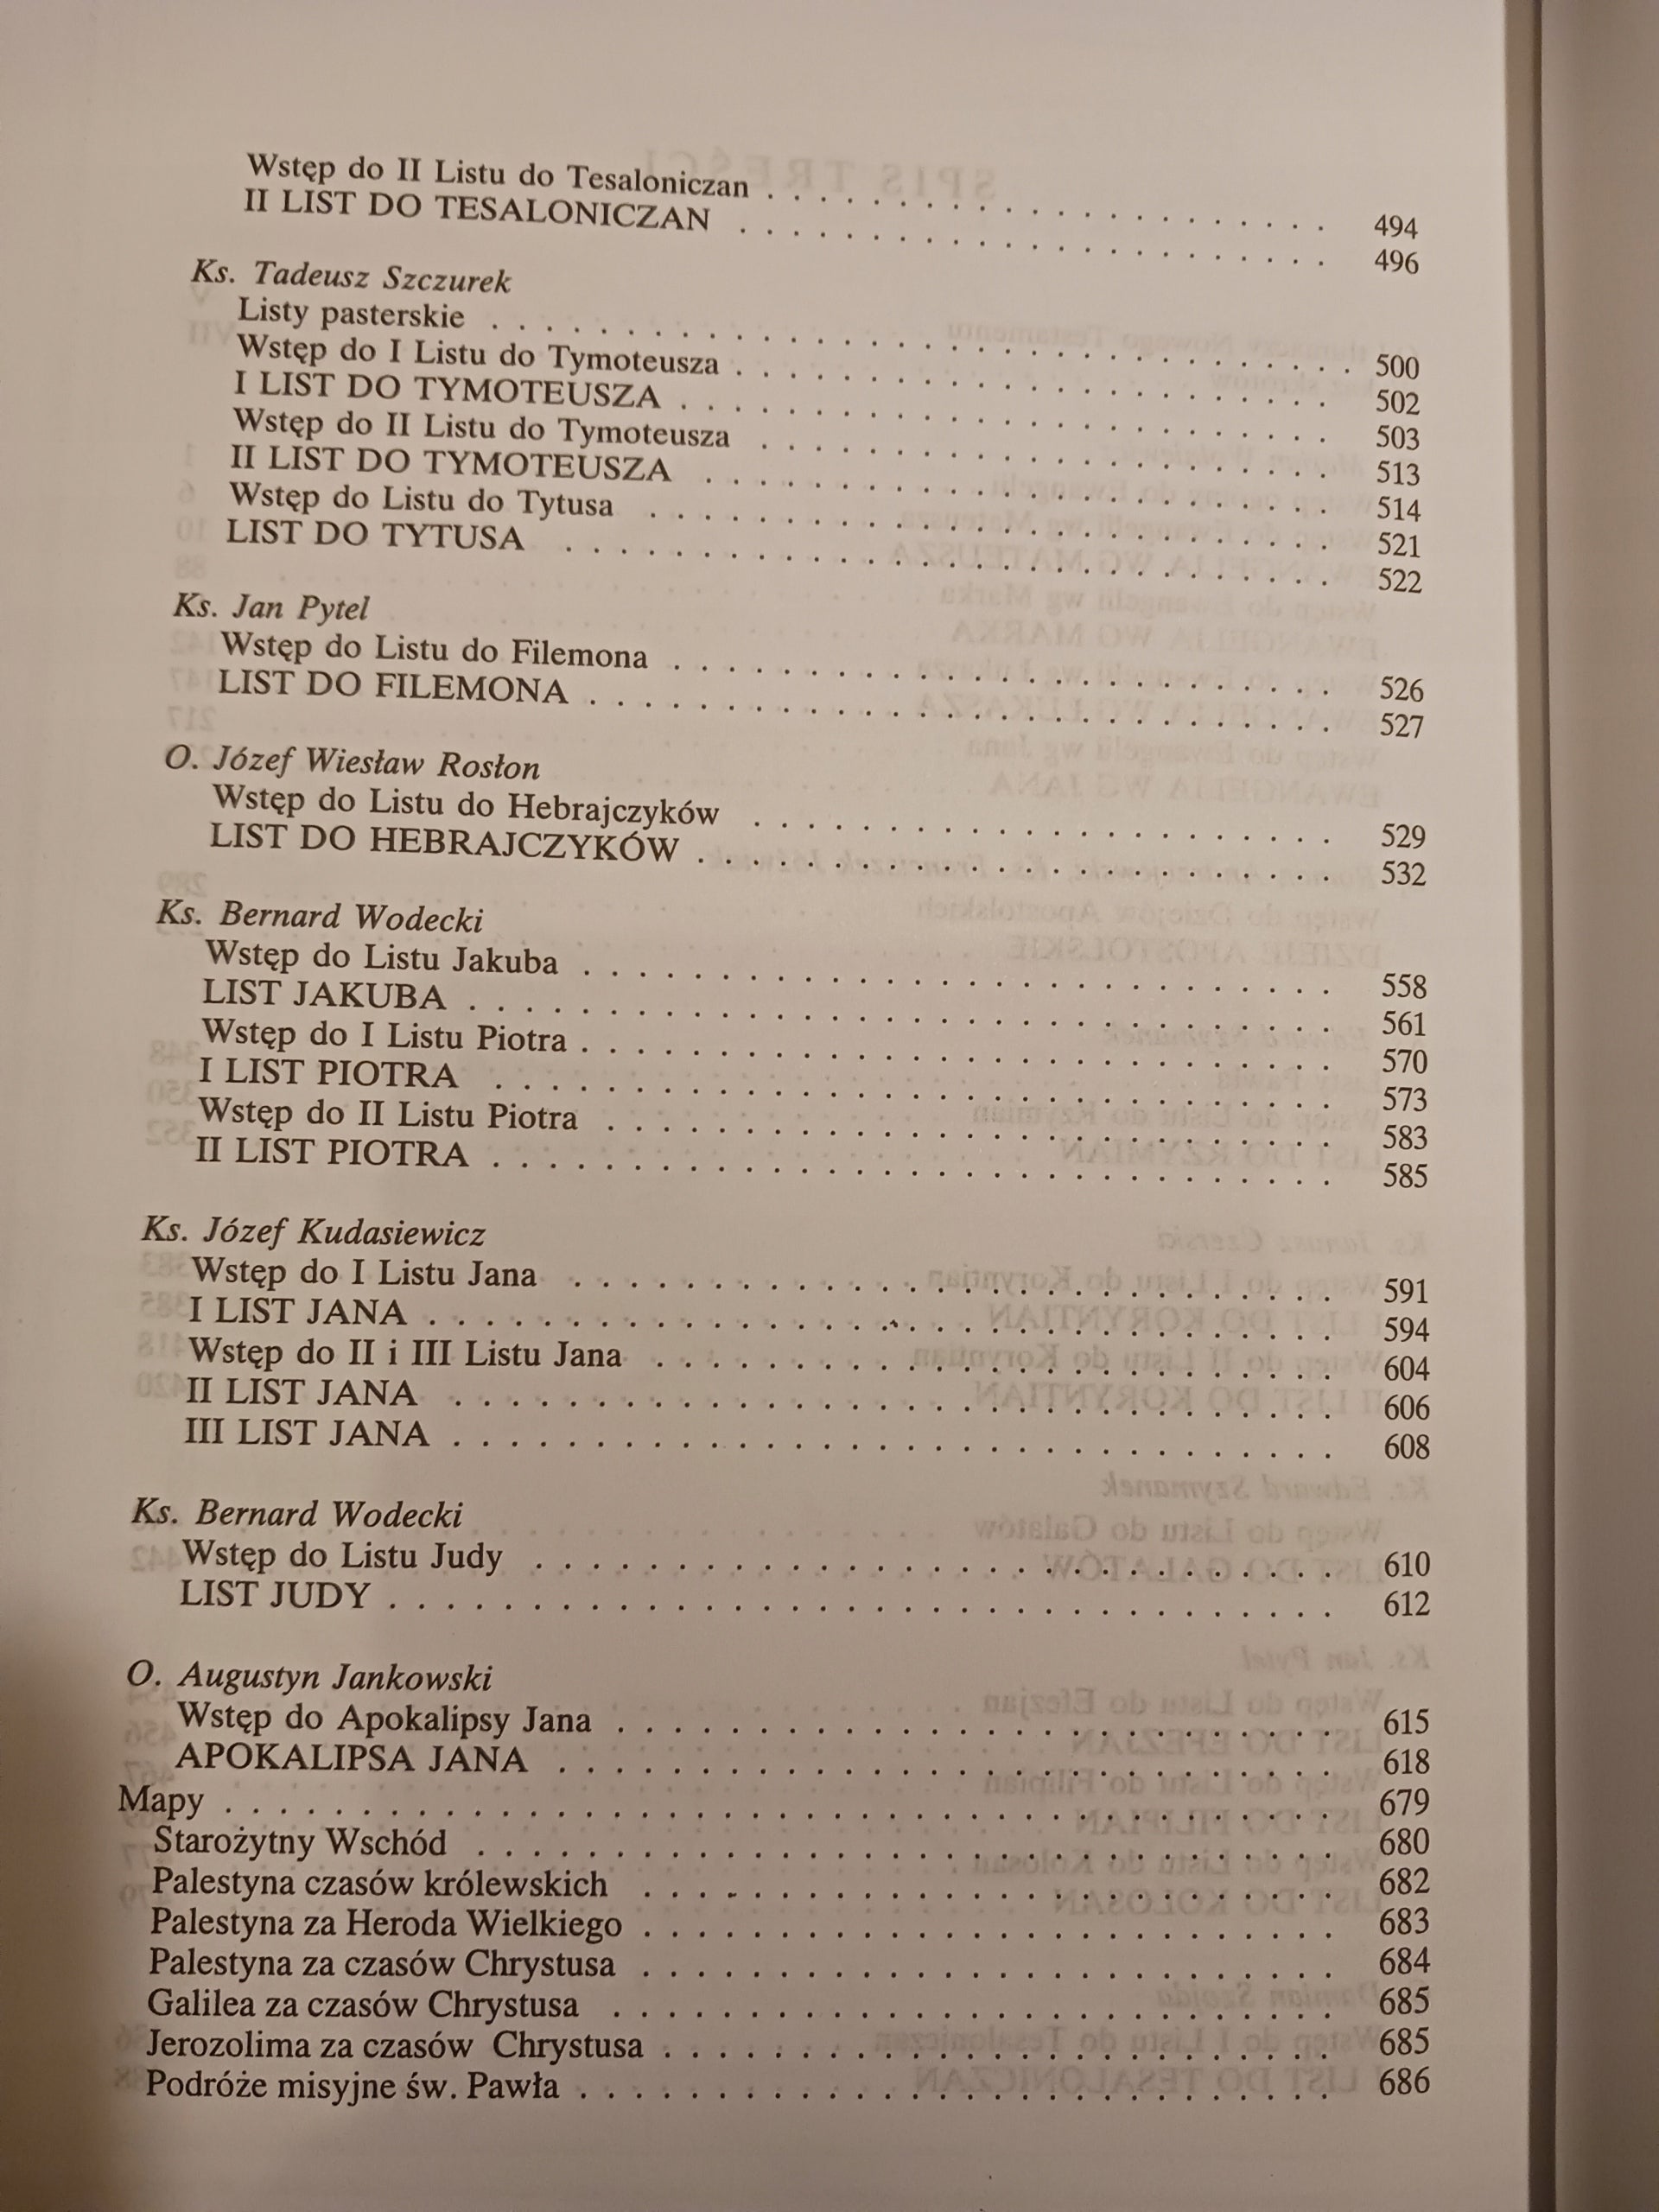 Wstęp do II Listu do Tesaloniczan . . . . . . . . . . . . . . . . . . . . . . 494
II LIST DO TESALONICZAN . . . . . . . . . . . . . . . . . . . . . . 496
Ks. Tadeusz Szczurek
Listy pasterskie . . . . . . . . . . . . . . . . . . . . . . 500
Wstęp do I Listu do Tymoteusza . . . . . . . . . . . . . . . . . . . . . . 502
I LIST DO TYMOTEUSZA . . . . . . . . . . . . . . . . . . . . . . 503
Wstęp do II Listu do Tymoteusza . . . . . . . . . . . . . . . . . . . . . . 513
II LIST DO TYMOTEUSZA . . . . . . . . . . . . . . . . . . . . . . 514
Wstęp do Listu do Tytusa . . . . . . . . . . . . . . . . . . . . . . 521
LIST DO TYTUSA . . . . . . . . . . . . . . . . . . . . . . 522
Ks. Jan Pytel
Wstęp do Listu do Filemona . . . . . . . . . . . . . . . . . . . . . . 526
LIST DO FILEMONA . . . . . . . . . . . . . . . . . . . . . . 527
O. Józef Wiesław Rosłon
Wstęp do Listu do Hebrajczyków . . . . . . . . . . . . . . . . . . . . . . 529
LIST DO HEBRAJCZYKÓW . . . . . . . . . . . . . . . . . . . . . . 532
Ks. Bernard Wodecki
Wstęp do Listu Jakuba . . . . . . . . . . . . . . . . . . . . . . 558
LIST JAKUBA . . . . . . . . . . . . . . . . . . . . . . 561
Wstęp do I Listu Piotra . . . . . . . . . . . . . . . . . . . . . . 570
I LIST PIOTRA . . . . . . . . . . . . . . . . . . . . . . 573
Wstęp do II Listu Piotra . . . . . . . . . . . . . . . . . . . . . . 583
II LIST PIOTRA . . . . . . . . . . . . . . . . . . . . . . 585
Ks. Józef Kudasiewicz
Wstęp do I Listu Jana . . . . . . . . . . . . . . . . . . . . . . 591
I LIST JANA . . . . . . . . . . . . . . . . . . . . . . 594
Wstęp do II i III Listu Jana . . . . . . . . . . . . . . . . . . . . . . 604
II LIST JANA . . . . . . . . . . . . . . . . . . . . . . 606
III LIST JANA . . . . . . . . . . . . . . . . . . . . . . 608
Ks. Bernard Wodecki
Wstęp do Listu Judy . . . . . . . . . . . . . . . . . . . . . . 610
LIST JUDY . . . . . . . . . . . . . . . . . . . . . . 612
O. Augustyn Jankowski
Wstęp do Apokalipsy Jana . . . . . . . . . . . . . . . . . . . . . . 615
APOKALIPSA JANA . . . . . . . . . . . . . . . . . . . . . . 618
Mapy . . . . . . . . . . . . . . . . . . . . . . 679
Starożytny Wschód . . . . . . . . . . . . . . . . . . . . . . 680
Palestyna czasów królewskich . . . . . . . . . . . . . . . . . . . . . . 682
Palestyna za Heroda Wielkiego . . . . . . . . . . . . . . . . . . . . . . 683
Palestyna za czasów Chrystusa . . . . . . . . . . . . . . . . . . . . . . 684
Galilea za czasów Chrystusa . . . . . . . . . . . . . . . . . . . . . . 685
Jerozolima za czasów Chrystusa . . . . . . . . . . . . . . . . . . . . . . 685
Podróże misyjne św. Pawła . . . . . . . . . . . . . . . . . . . . . . 686